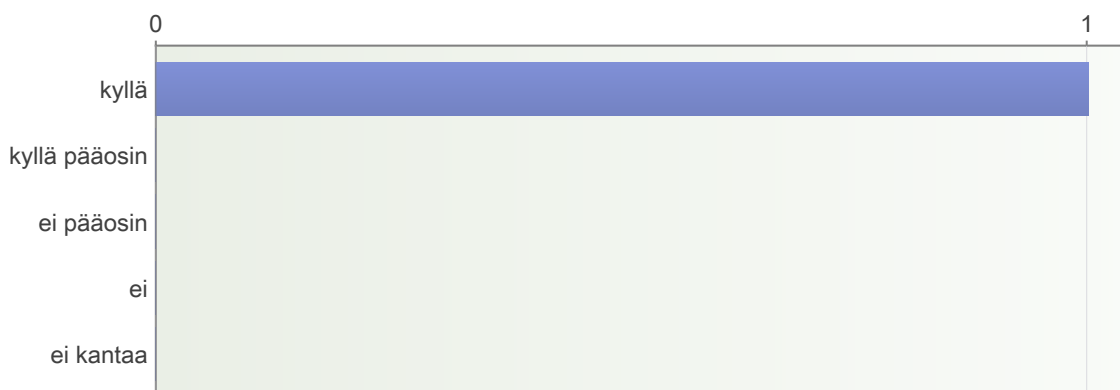 0 1
kyllä
kyllä pääosin
ei pääosin
ei
ei kantaa